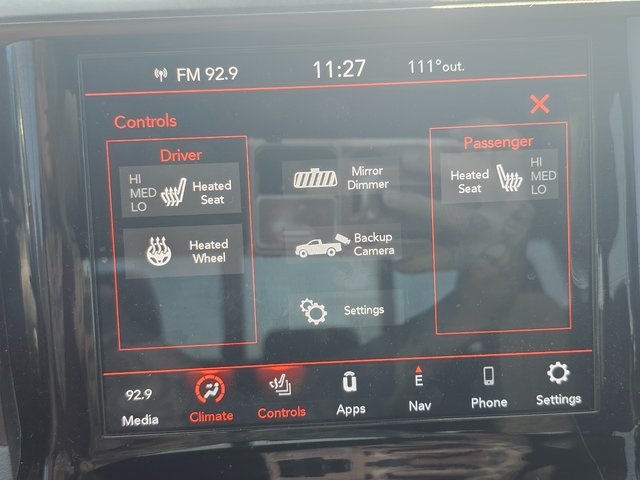 FM 92.9 11:27 111° out.
Controls
Driver
HI
MED
LO
Heated
Seat
Heated
Wheel
Mirror
Dimmer
Backup
Camera
Settings
Passenger
Heated
Seat
HI
MED
LO
92.9
Media
Climate
Controls
Apps
E
Nav
Phone
Settings